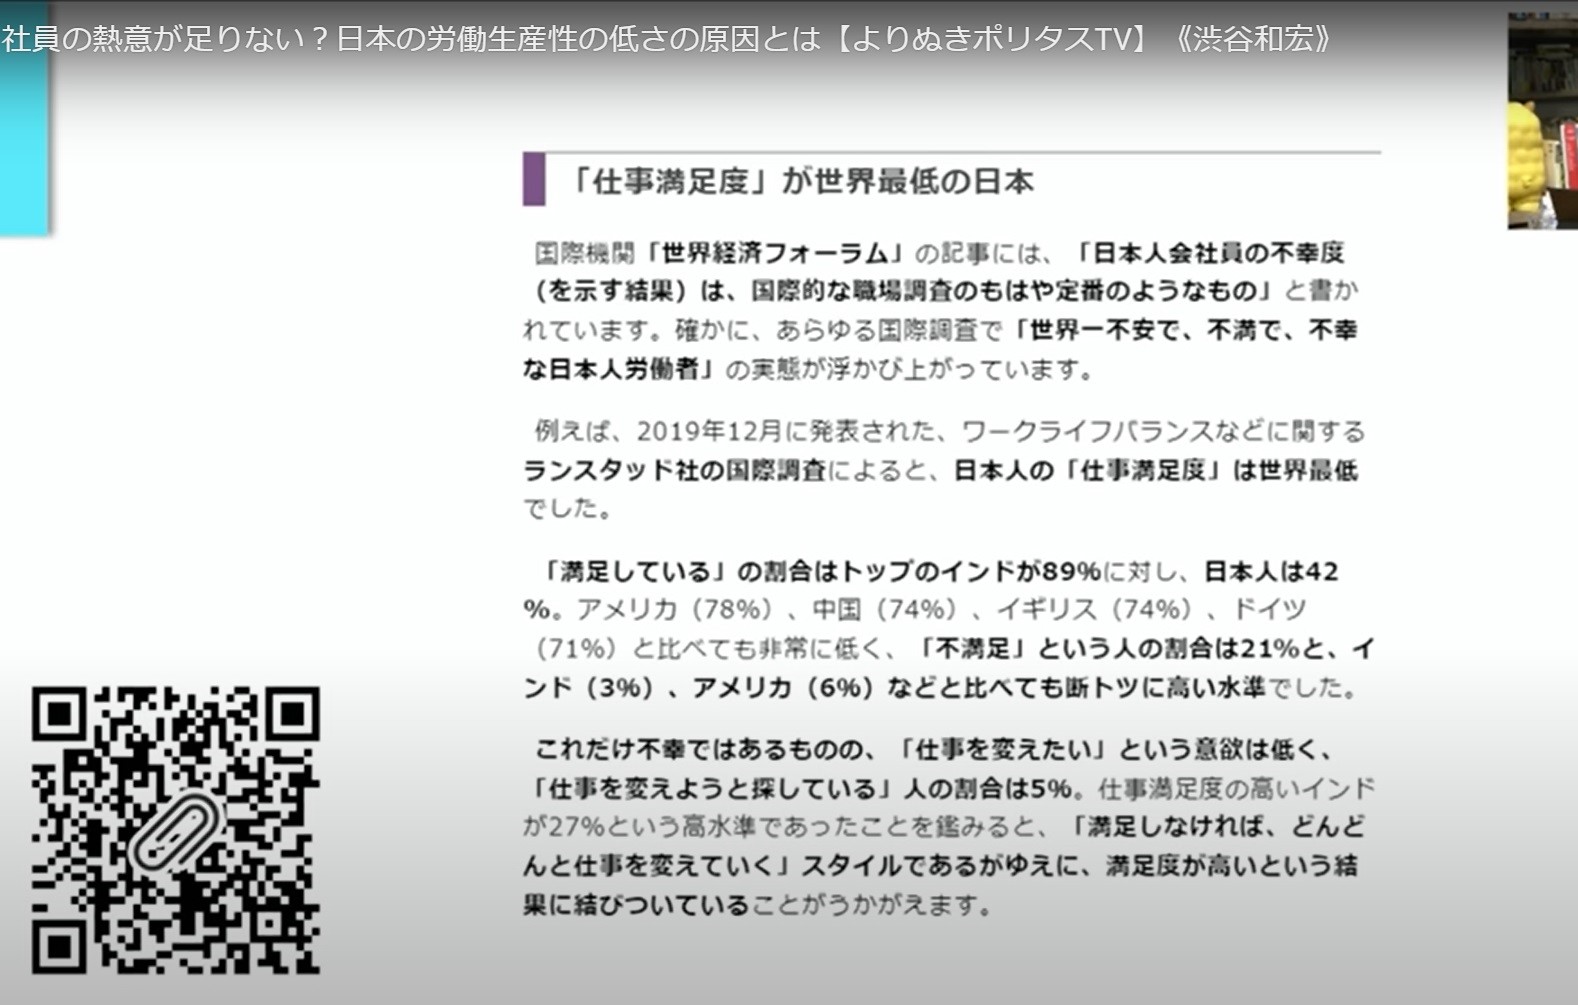 社員の熱意が足りない？日本の労働生産性の低さの原因とは【よりぬきポリタスTV】《渋谷和宏》
「仕事満足度」が世界最低の日本
国際機関「世界経済フォーラム」の記事には、「日本人会社員の不幸度
（を示す結果）は、国際的な職場調査のもはや定番のようなもの」と書か
れています。確かに、あらゆる国際調査で「世界一不安で、不満で、不幸
な日本人労働者」の実態が浮かび上がっています。
例えば、2019年12月に発表された、ワークライフバランスなどに関する
ランスタッド社の国際調査によると、日本人の「仕事満足度」は世界最低
でした。
「満足している」の割合はトップのインドが89%に対し、日本人は42
%。アメリカ（78%）、中国（74%）、イギリス（74%）、ドイツ
（71%）と比べても非常に低く、「不満足」という人の割合は21%と、イ
ンド（3%）、アメリカ（6%）などと比べても断トツに高い水準でした。
これだけ不幸ではあるものの、「仕事を変えたい」という意欲は低く、
「仕事を変えようと探している」人の割合は5%。仕事満足度の高いインド
が27%という高水準であったことを鑑みると、「満足しなければ、どんど
んと仕事を変えていく」スタイルであるがゆえに、満足度が高いという結
果に結びついていることがうかがえます。